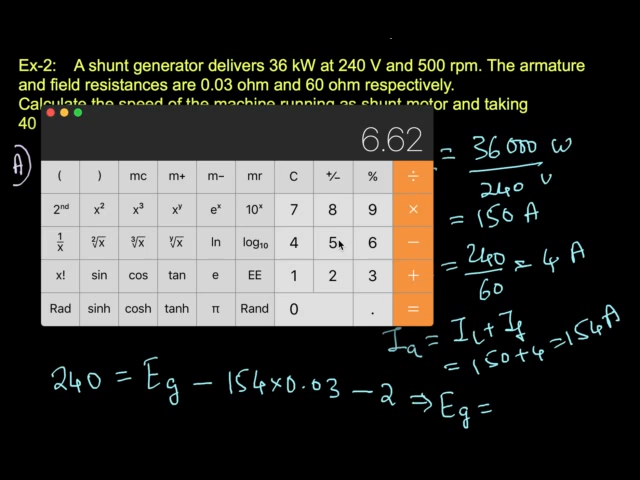 Ex-2: A shunt generator delivers 36 kW at 240 V and 500 rpm. The armature
and field resistances are 0.03 ohm and 60 ohm respectively.
Calculate the speed of the machine running as shunt motor and taking
40
A)
6.62
( ) mc m+ m− mr C +/− % ÷
2nd x² x³ xʸ eˣ 10ˣ 7 8 9 ×
1/x ²√x ³√x ʸ√x ln log₁₀ 4 5 6 −
x! sin cos tan e EE 1 2 3 +
Rad sinh cosh tanh π Rand 0 . =
= 36000 W / 240 V
= 150 A
= 240/60 = 4 A
Ia = IL + If
= 150+4 = 154 A
240 = Eg − 154×0.03 − 2 ⇒ Eg =